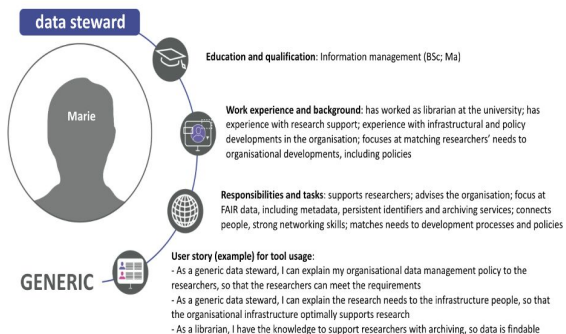 data steward
Education and qualification: Information management (BSc; Ma)
Marie
Work experience and background: has worked as librarian at the university; has
experience with research support; experience with infrastructural and policy
developments in the organisation; focuses at matching researchers' needs to
organisational developments, including policies
Responsibilities and tasks: supports researchers; advises the organisation; focus at
FAIR data, including metadata, persistent identifiers and archiving services; connects
people, strong networking skills; matches needs to development processes and policies
GENERIC
User story (example) for tool usage:
- As a generic data steward, I can explain my organisational data management policy to the
researchers, so that the researchers can meet the requirements
- As a generic data steward, I can explain the research needs to the infrastructure people, so that
the organisational infrastructure optimally supports research
- As a librarian, I have the knowledge to support researchers with archiving, so data is findable